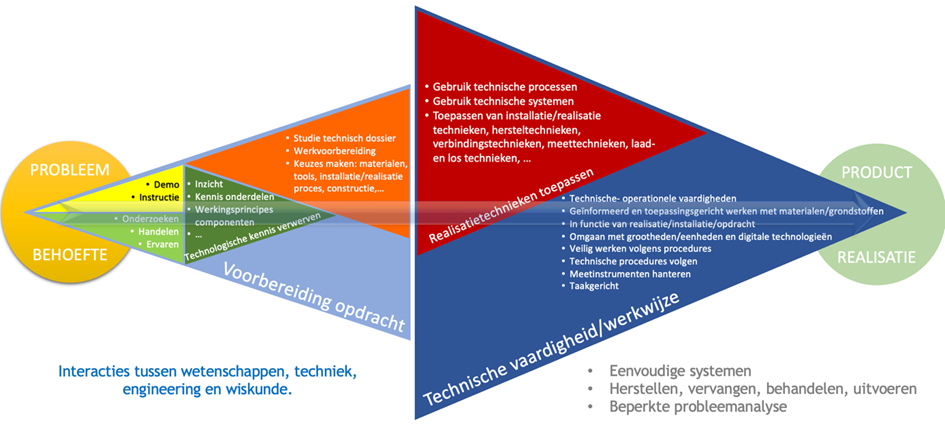 PROBLEEM
BEHOEFTE
• Demo
• Instructie
• Onderzoeken
• Handelen
• Ervaren
• Inzicht
• Kennis onderdelen
• Werkingsprincipes
componenten
• ...
Technologische kennis verwerven
• Studie technisch dossier
• Werkvoorbereiding
• Keuzes maken: materialen,
tools, installatie/realisatie
proces, constructie,...
Voorbereiding opdracht
• Gebruik technische processen
• Gebruik technische systemen
• Toepassen van installatie/realisatie
technieken, hersteltechnieken,
verbindingstechnieken, meettechnieken, laad-
en los technieken, ...
Realisatietechnieken toepassen
• Technische- operationele vaardigheden
• Geïnformeerd en toepassingsgericht werken met materialen/grondstoffen
• In functie van realisatie/installatie/opdracht
• Omgaan met grootheden/eenheden en digitale technologieën
• Veilig werken volgens procedures
• Technische procedures volgen
• Meetinstrumenten hanteren
• Taakgericht
Technische vaardigheid/werkwijze
PRODUCT
REALISATIE
Interacties tussen wetenschappen, techniek,
engineering en wiskunde.
• Eenvoudige systemen
• Herstellen, vervangen, behandelen, uitvoeren
• Beperkte probleemanalyse